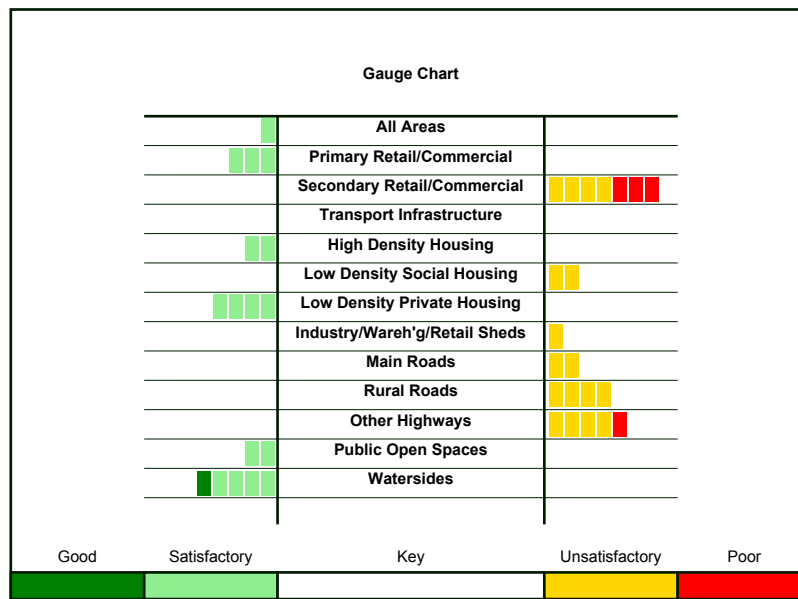 Gauge Chart
All Areas
Primary Retail/Commercial
Secondary Retail/Commercial
Transport Infrastructure
High Density Housing
Low Density Social Housing
Low Density Private Housing
Industry/Wareh'g/Retail Sheds
Main Roads
Rural Roads
Other Highways
Public Open Spaces
Watersides
Good Satisfactory Key Unsatisfactory Poor